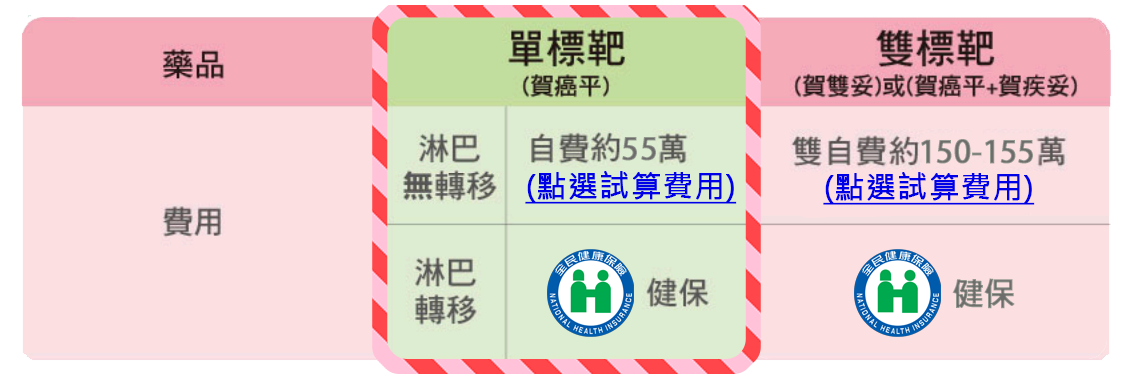 藥品
單標靶
(賀癌平)
雙標靶
(賀雙妥)或(賀癌平+賀疾妥)
費用
淋巴
無轉移
自費約55萬
(點選試算費用)
雙自費約150-155萬
(點選試算費用)
淋巴
轉移
全民健康保險
NATIONAL HEALTH INSURANCE
健保
全民健康保險
NATIONAL HEALTH INSURANCE
健保